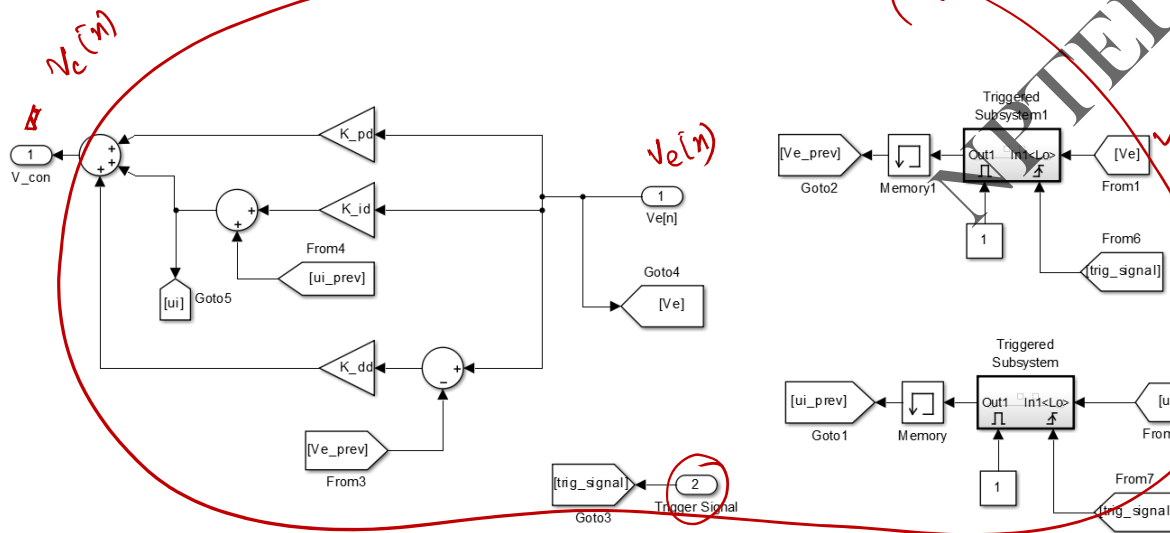 Vc[n]
1
V_con
K_pd
K_id
K_dd
ve[n]
1
Ve[n]
From4
[ui_prev]
[ui]
Goto5
Goto4
[Ve]
[Ve_prev]
From3
[trig_signal]
Goto3
2
Trigger Signal
Triggered
Subsystem1
[Ve_prev]
Goto2
Memory1
Out1
In1<Lo>
[Ve]
From1
1
From6
[trig_signal]
Triggered
Subsystem
[ui_prev]
Goto1
Memory
Out1
In1<Lo>
1
From7
NPTEL